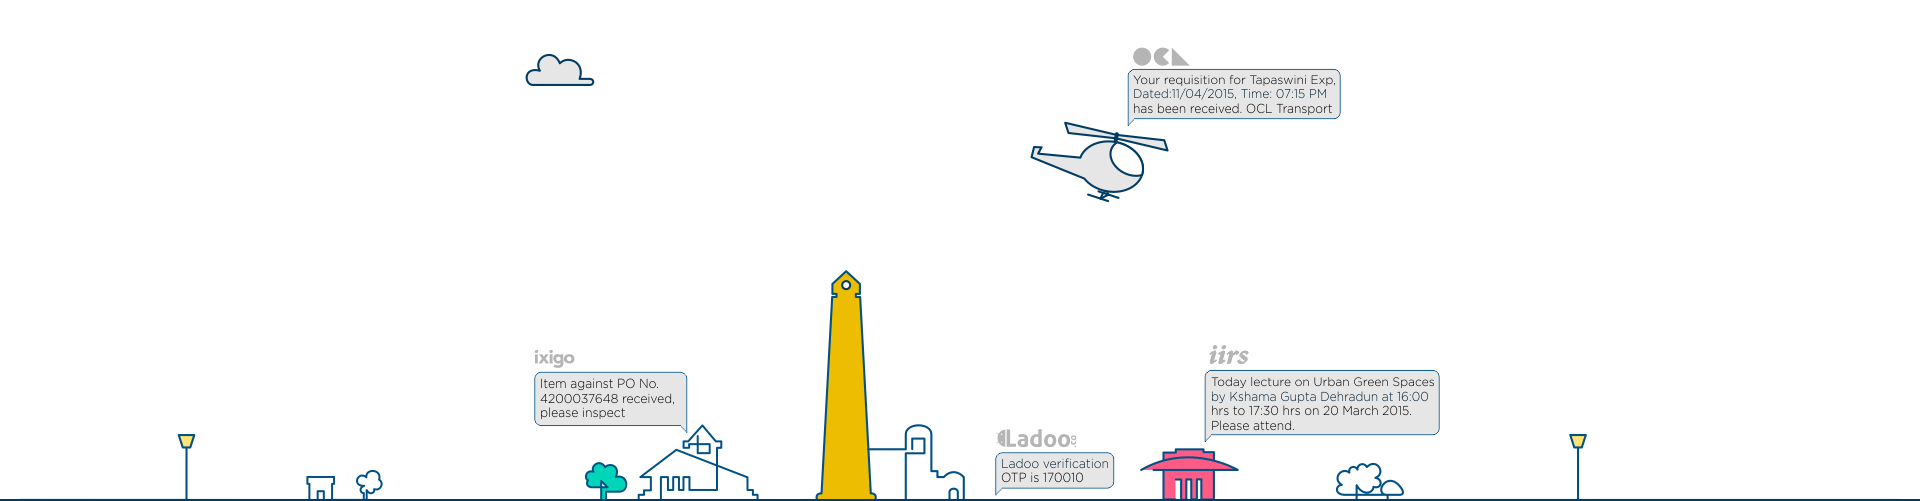 OCL
Your requisition for Tapaswini Exp,
Dated:11/04/2015, Time: 07:15 PM
has been received. OCL Transport
ixigo
Item against PO No.
4200037648 received,
please inspect
iirs
Today lecture on Urban Green Spaces
by Kshama Gupta Dehradun at 16:00
hrs to 17:30 hrs on 20 March 2015.
Please attend.
Ladoo.co
Ladoo verification
OTP is 170010